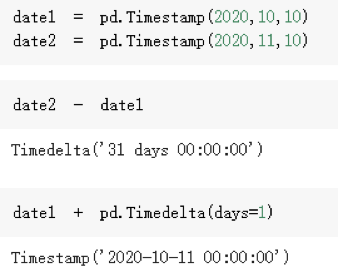 date1 = pd.Timestamp(2020,10,10)
date2 = pd.Timestamp(2020,11,10)
date2 - date1
Timedelta('31 days 00:00:00')
date1 + pd.Timedelta(days=1)
Timestamp('2020-10-11 00:00:00')